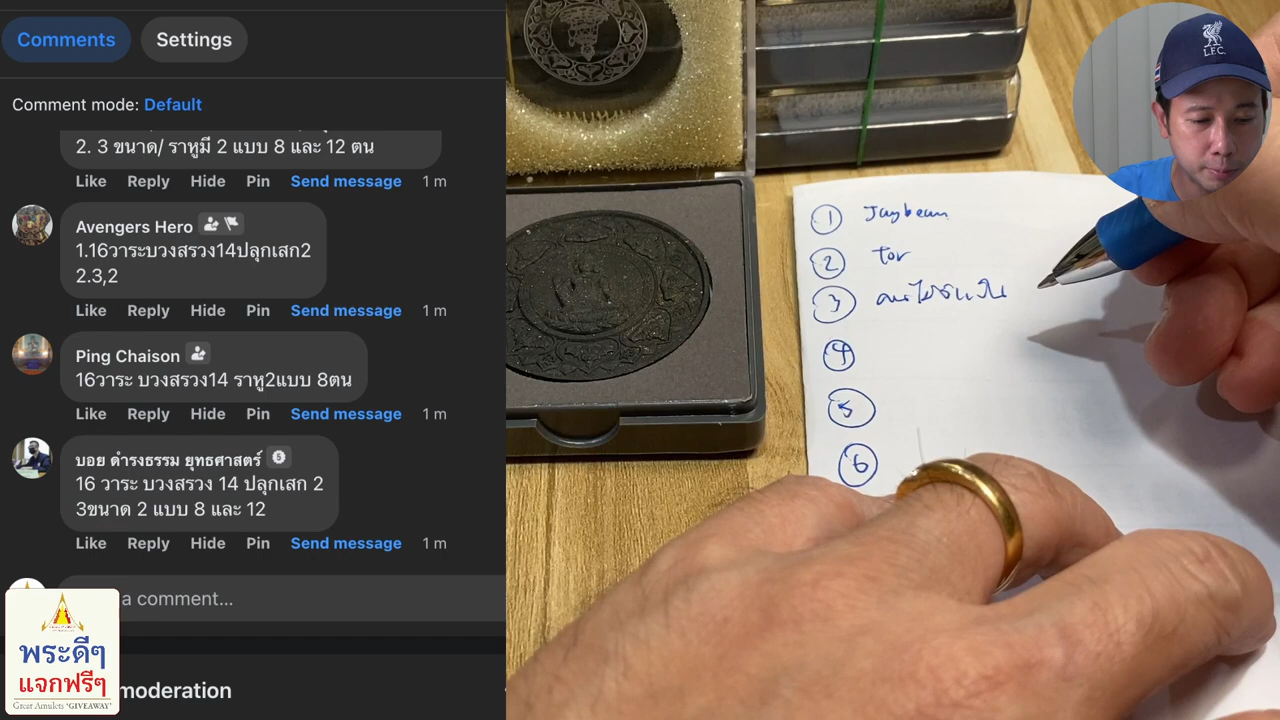 Comments Settings
Comment mode: Default
2. 3 ขนาด/ ราหูมี 2 แบบ 8 และ 12 ตน
Like Reply Hide Pin Send message 1 m
Avengers Hero
1.16วาระบวงสรวง14ปลุกเสก2
2.3,2
Like Reply Hide Pin Send message 1 m
Ping Chaison
16วาระ บวงสรวง14 ราหู2แบบ 8ตน
Like Reply Hide Pin Send message 1 m
บอย ดำรงธรรม ยุทธศาสตร์
16 วาระ บวงสรวง 14 ปลุกเสก 2
3ขนาด 2 แบบ 8 และ 12
Like Reply Hide Pin Send message 1 m
a comment...
moderation
พระดีๆ
แจกฟรีๆ
Great Amulets 'GIVEAWAY'
L.F.C.
1 Jaybeam
2 tor
3
4
5
6